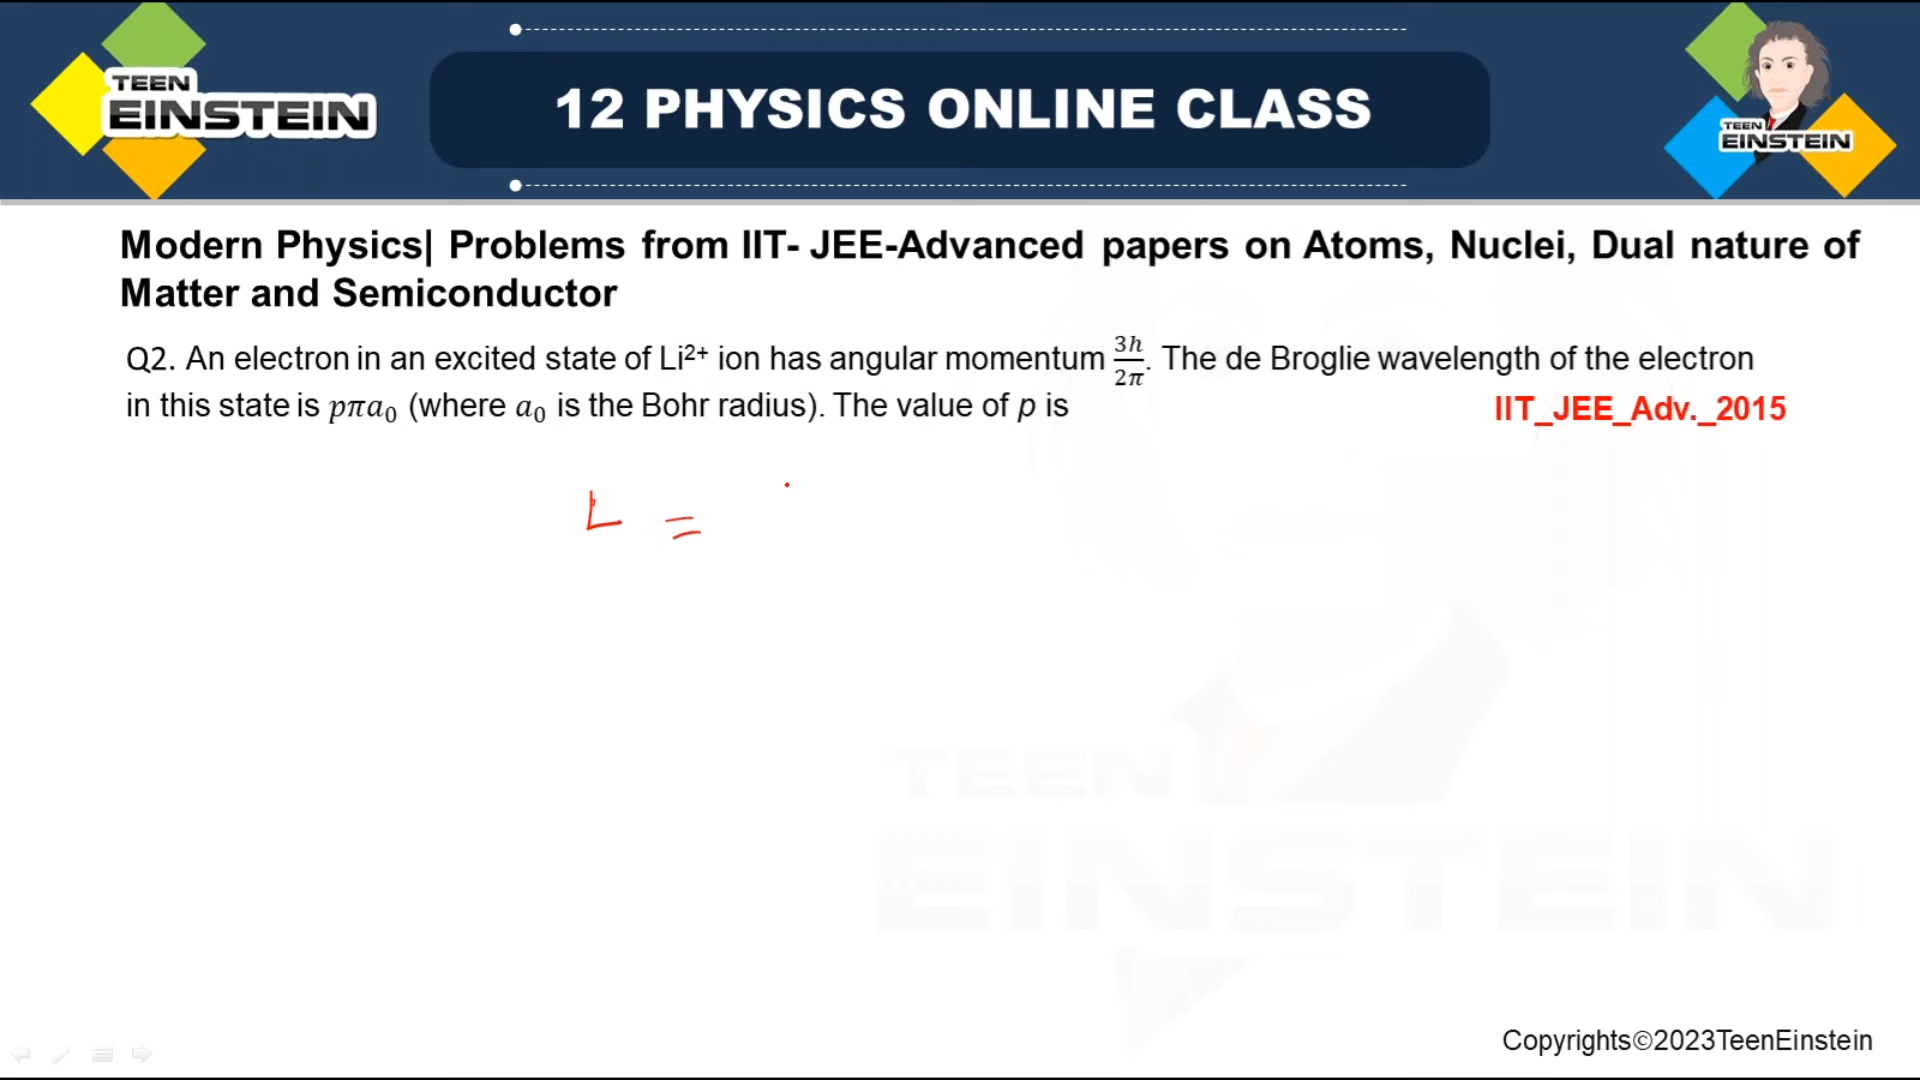 TEEN
EINSTEIN
12 PHYSICS ONLINE CLASS
TEEN
EINSTEIN
Modern Physics| Problems from IIT- JEE-Advanced papers on Atoms, Nuclei, Dual nature of
Matter and Semiconductor
Q2. An electron in an excited state of Li²⁺ ion has angular momentum 3ℎ/2𝜋. The de Broglie wavelength of the electron
in this state is 𝑝𝜋𝑎₀ (where 𝑎₀ is the Bohr radius). The value of p is
IIT_JEE_Adv._2015
L =
TEEN
EINSTEIN
Copyrights©2023TeenEinstein